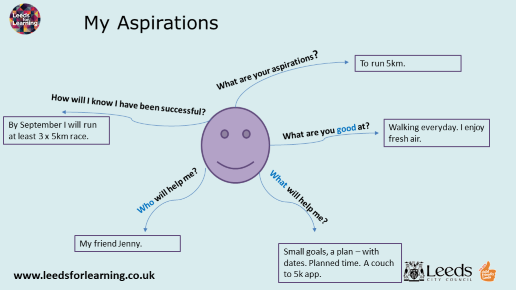 Leeds
for
Learning
My Aspirations
What are your aspirations?
To run 5km.
How will I know I have been successful?
By September I will run
at least 3 x 5km race.
What are you good at?
Walking everyday. I enjoy
fresh air.
Who will help me?
My friend Jenny.
What will help me?
Small goals, a plan – with
dates. Planned time. A couch
to 5k app.
www.leedsforlearning.co.uk
Leeds
CITY COUNCIL